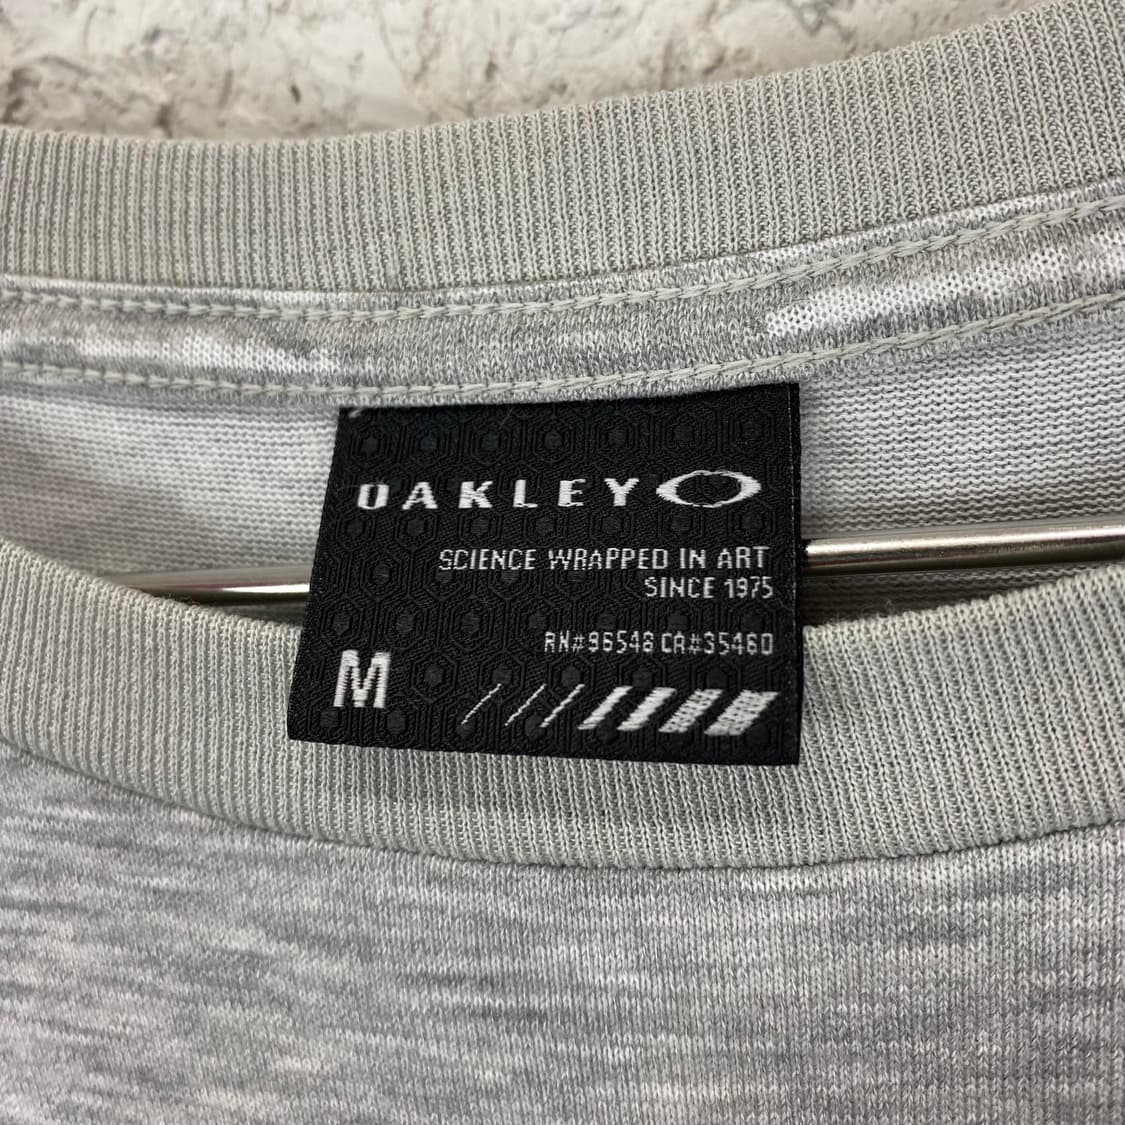 OAKLEY
SCIENCE WRAPPED IN ART
SINCE 1975
RN#96548 CA#35460
M